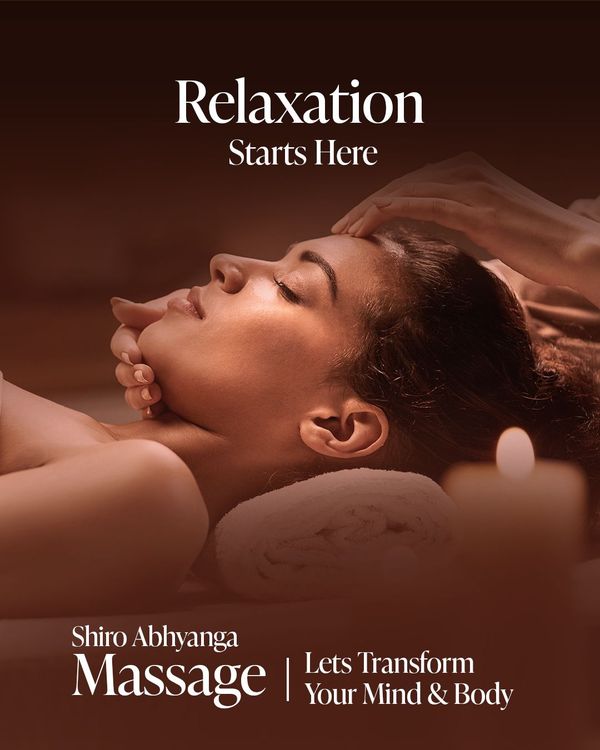 Relaxation
Starts Here
Shiro Abhyanga
Massage
Lets Transform
Your Mind & Body